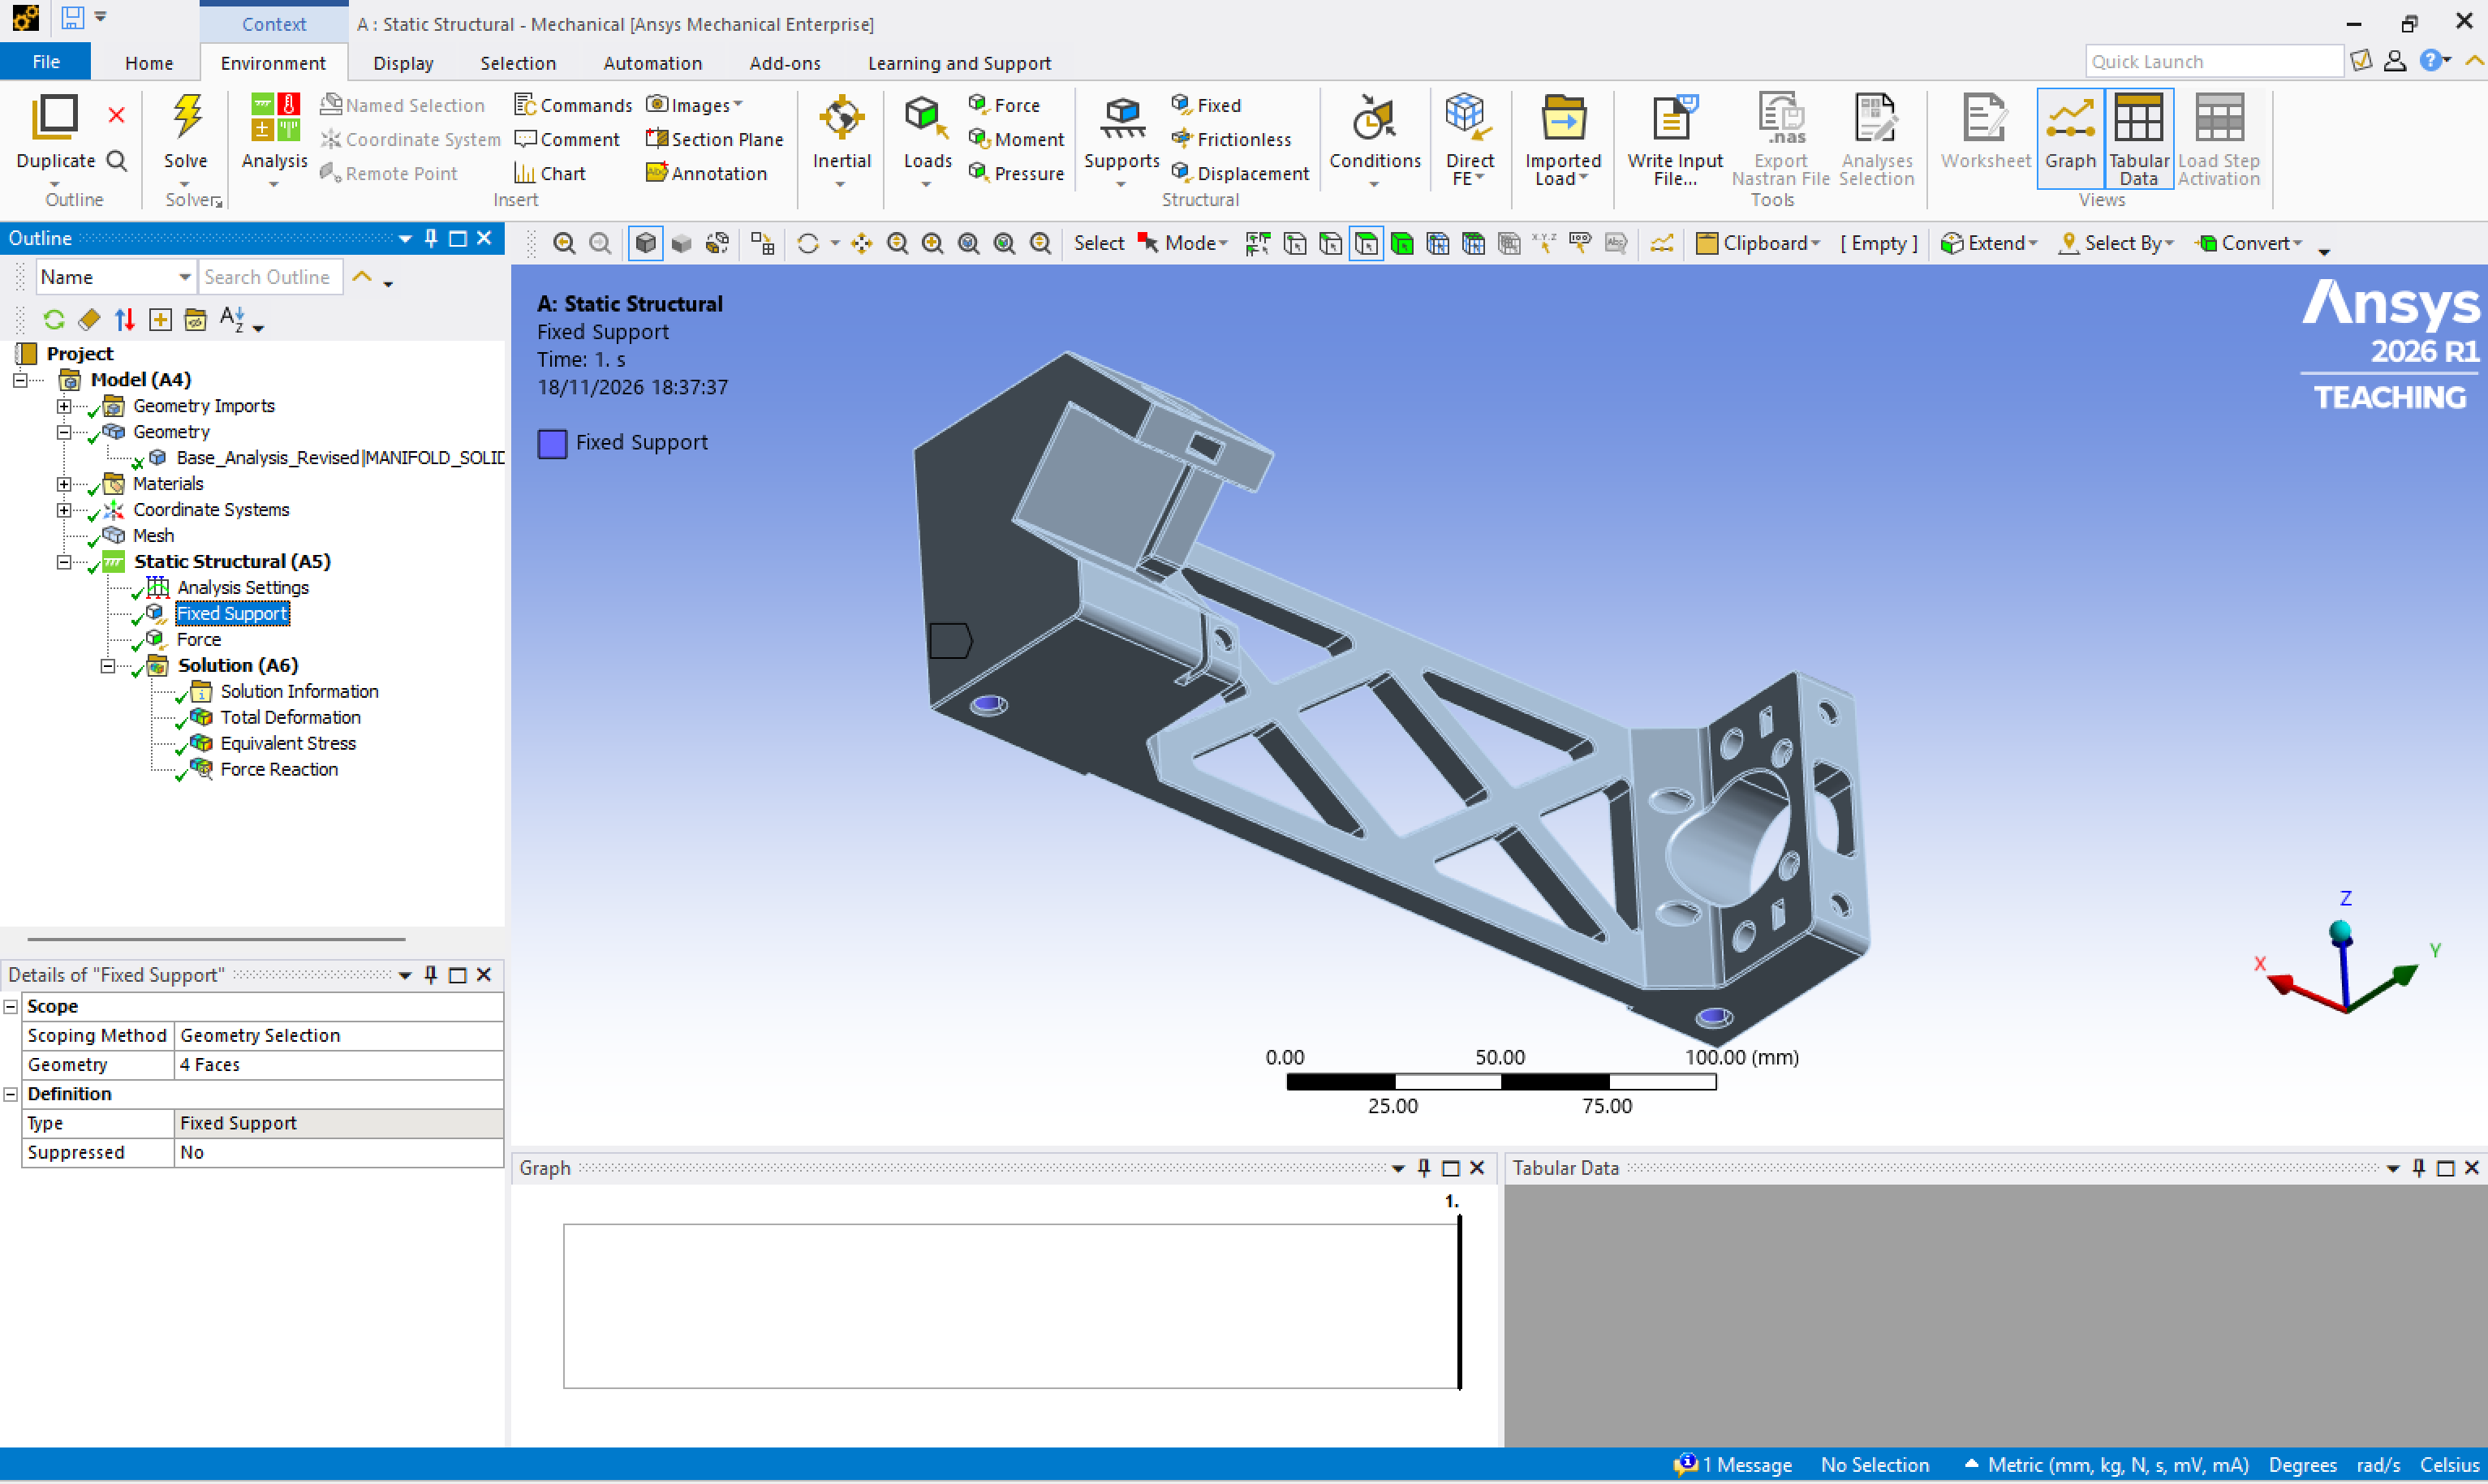 Context
A : Static Structural - Mechanical [Ansys Mechanical Enterprise]
File
Home
Environment
Display
Selection
Automation
Add-ons
Learning and Support
Quick Launch
Duplicate
Outline
Solve
Solver
Analysis
Named Selection
Coordinate System
Remote Point
Commands
Comment
Chart
Images
Section Plane
Annotation
Insert
Inertial
Loads
Force
Moment
Pressure
Supports
Fixed
Frictionless
Displacement
Structural
Conditions
Direct
FE
Imported
Load
Write Input
File...
.nas
Export
Nastran File
Analyses
Selection
Tools
Worksheet
Graph
Tabular
Data
Load Step
Activation
Views
Outline
Select
Mode
Clipboard
[ Empty ]
Extend
Select By
Convert
Name
Search Outline
Project
Model (A4)
Geometry Imports
Geometry
Base_Analysis_Revised|MANIFOLD_SOLID
Materials
Coordinate Systems
Mesh
Static Structural (A5)
Analysis Settings
Fixed Support
Force
Solution (A6)
Solution Information
Total Deformation
Equivalent Stress
Force Reaction
Details of "Fixed Support"
Scope
Scoping Method Geometry Selection
Geometry 4 Faces
Definition
Type Fixed Support
Suppressed No
A: Static Structural
Fixed Support
Time: 1. s
18/11/2026 18:37:37
Fixed Support
Ansys
2026 R1
TEACHING
Z
Y
X
0.00 50.00 100.00 (mm)
25.00 75.00
Graph
1.
Tabular Data
1 Message
No Selection
Metric (mm, kg, N, s, mV, mA)
Degrees
rad/s
Celsius